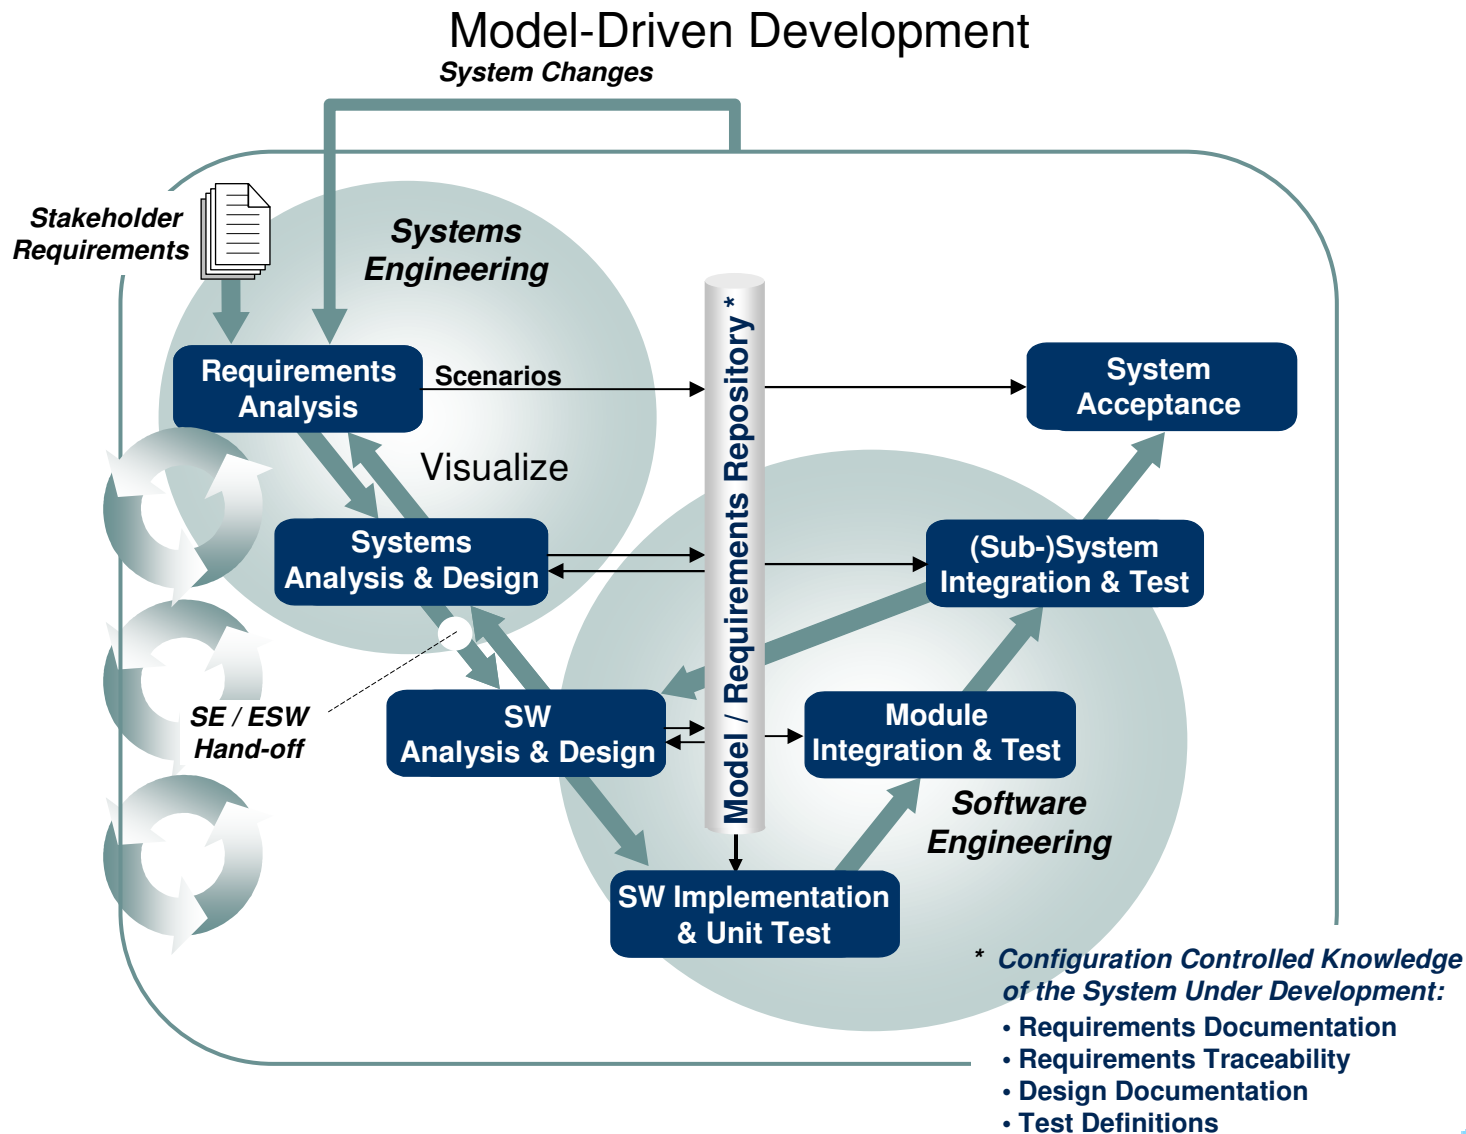 Model-Driven Development
System Changes
Stakeholder
Requirements
Systems
Engineering
Requirements
Analysis
Scenarios
Model / Requirements Repository *
System
Acceptance
Visualize
Systems
Analysis & Design
(Sub-)System
Integration & Test
SE / ESW
Hand-off
SW
Analysis & Design
Module
Integration & Test
Software
Engineering
SW Implementation
& Unit Test
* Configuration Controlled Knowledge
of the System Under Development:
• Requirements Documentation
• Requirements Traceability
• Design Documentation
• Test Definitions